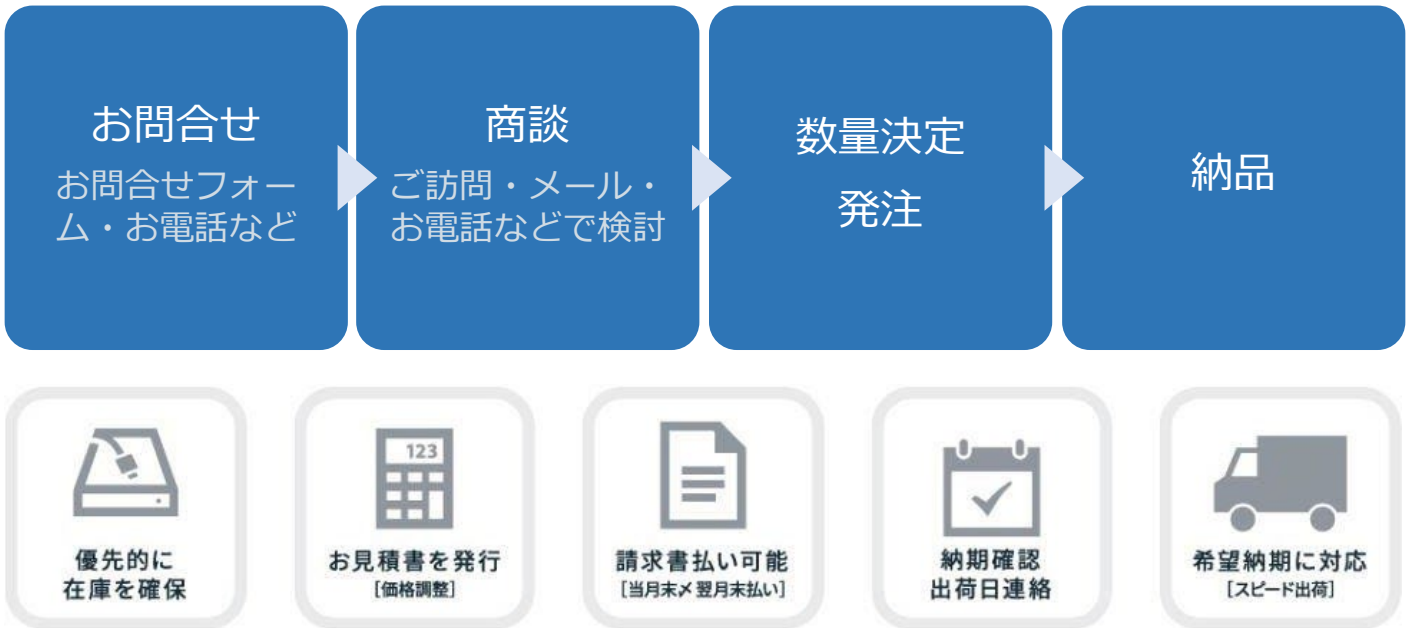 お問合せ
お問合せフォー
ム・お電話など
商談
ご訪問・メール・
お電話などで検討
数量決定
発注
納品
優先的に
在庫を確保
123
お見積書を発行
[価格調整]
請求書払い可能
[当月末〆翌月末払い]
納期確認
出荷日連絡
希望納期に対応
[スピード出荷]